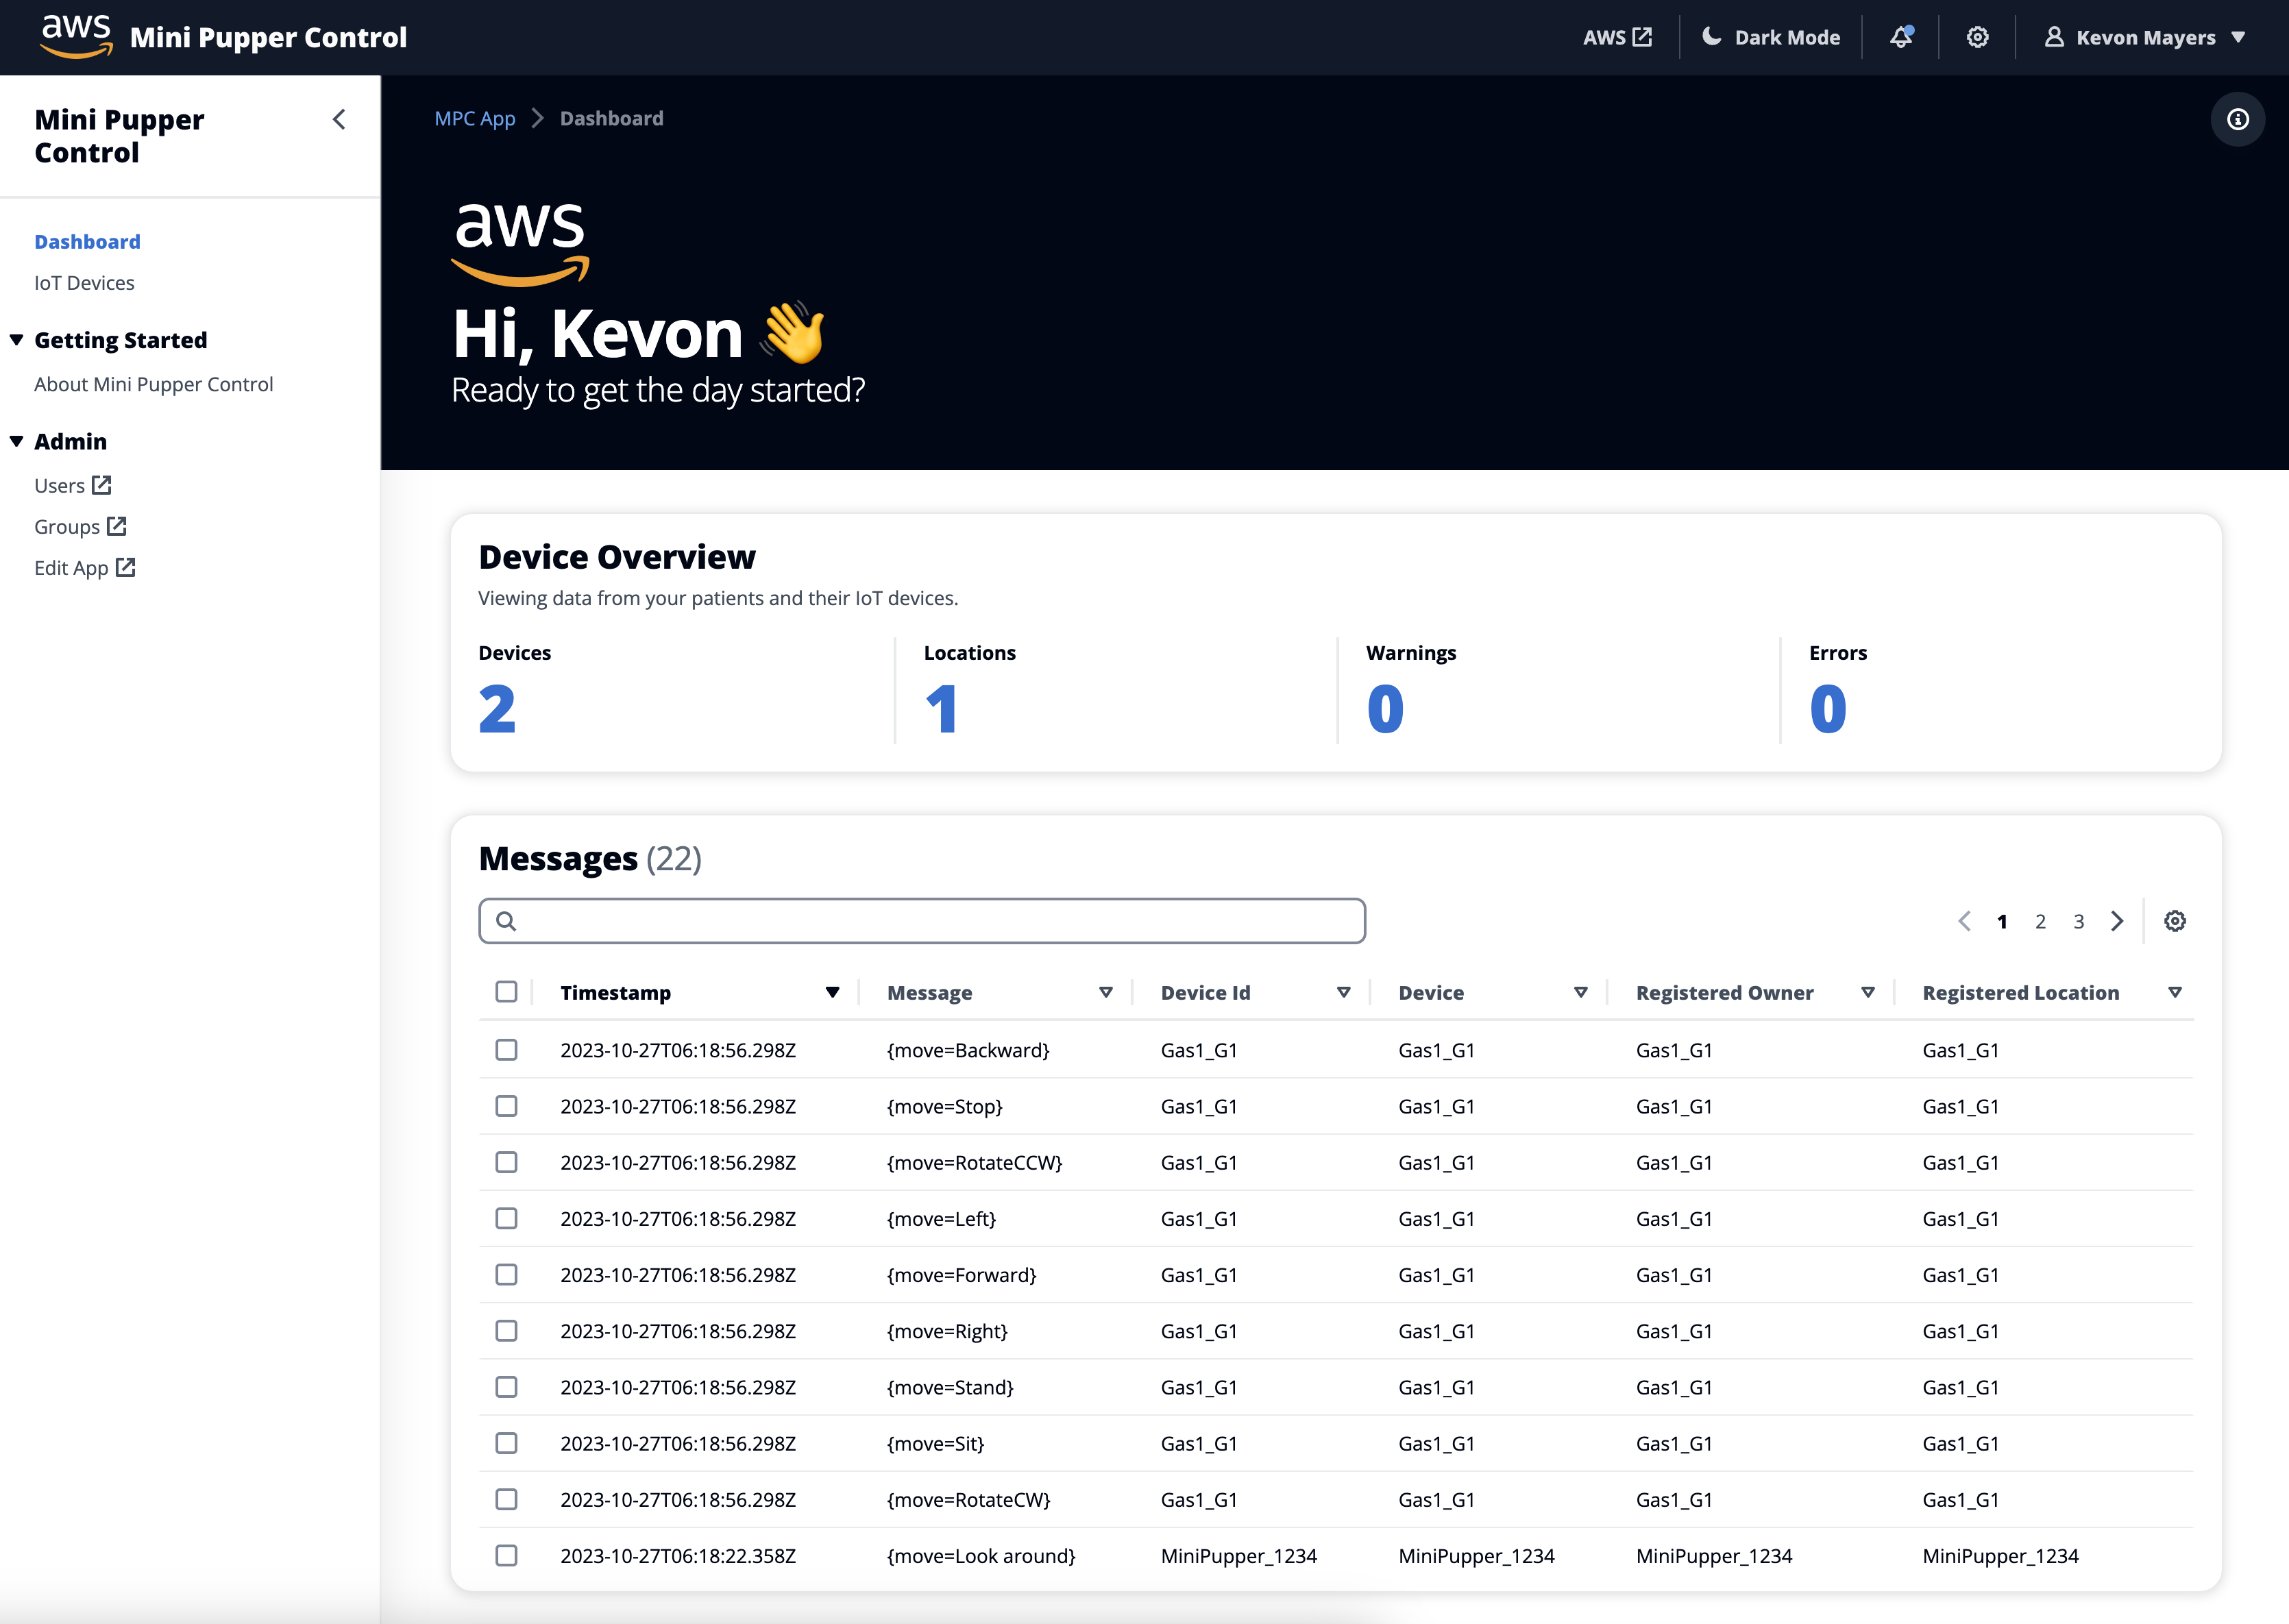 aws Mini Pupper Control AWS Dark Mode Kevon Mayers
Mini Pupper
Control
Dashboard
IoT Devices
Getting Started
About Mini Pupper Control
Admin
Users
Groups
Edit App
MPC App Dashboard
aws
Hi, Kevon 👋
Ready to get the day started?
Device Overview
Viewing data from your patients and their IoT devices.
Devices Locations Warnings Errors
2 1 0 0
Messages (22)
1 2 3
Timestamp Message Device Id Device Registered Owner Registered Location
2023-10-27T06:18:56.298Z {move=Backward} Gas1_G1 Gas1_G1 Gas1_G1 Gas1_G1
2023-10-27T06:18:56.298Z {move=Stop} Gas1_G1 Gas1_G1 Gas1_G1 Gas1_G1
2023-10-27T06:18:56.298Z {move=RotateCCW} Gas1_G1 Gas1_G1 Gas1_G1 Gas1_G1
2023-10-27T06:18:56.298Z {move=Left} Gas1_G1 Gas1_G1 Gas1_G1 Gas1_G1
2023-10-27T06:18:56.298Z {move=Forward} Gas1_G1 Gas1_G1 Gas1_G1 Gas1_G1
2023-10-27T06:18:56.298Z {move=Right} Gas1_G1 Gas1_G1 Gas1_G1 Gas1_G1
2023-10-27T06:18:56.298Z {move=Stand} Gas1_G1 Gas1_G1 Gas1_G1 Gas1_G1
2023-10-27T06:18:56.298Z {move=Sit} Gas1_G1 Gas1_G1 Gas1_G1 Gas1_G1
2023-10-27T06:18:56.298Z {move=RotateCW} Gas1_G1 Gas1_G1 Gas1_G1 Gas1_G1
2023-10-27T06:18:22.358Z {move=Look around} MiniPupper_1234 MiniPupper_1234 MiniPupper_1234 MiniPupper_1234